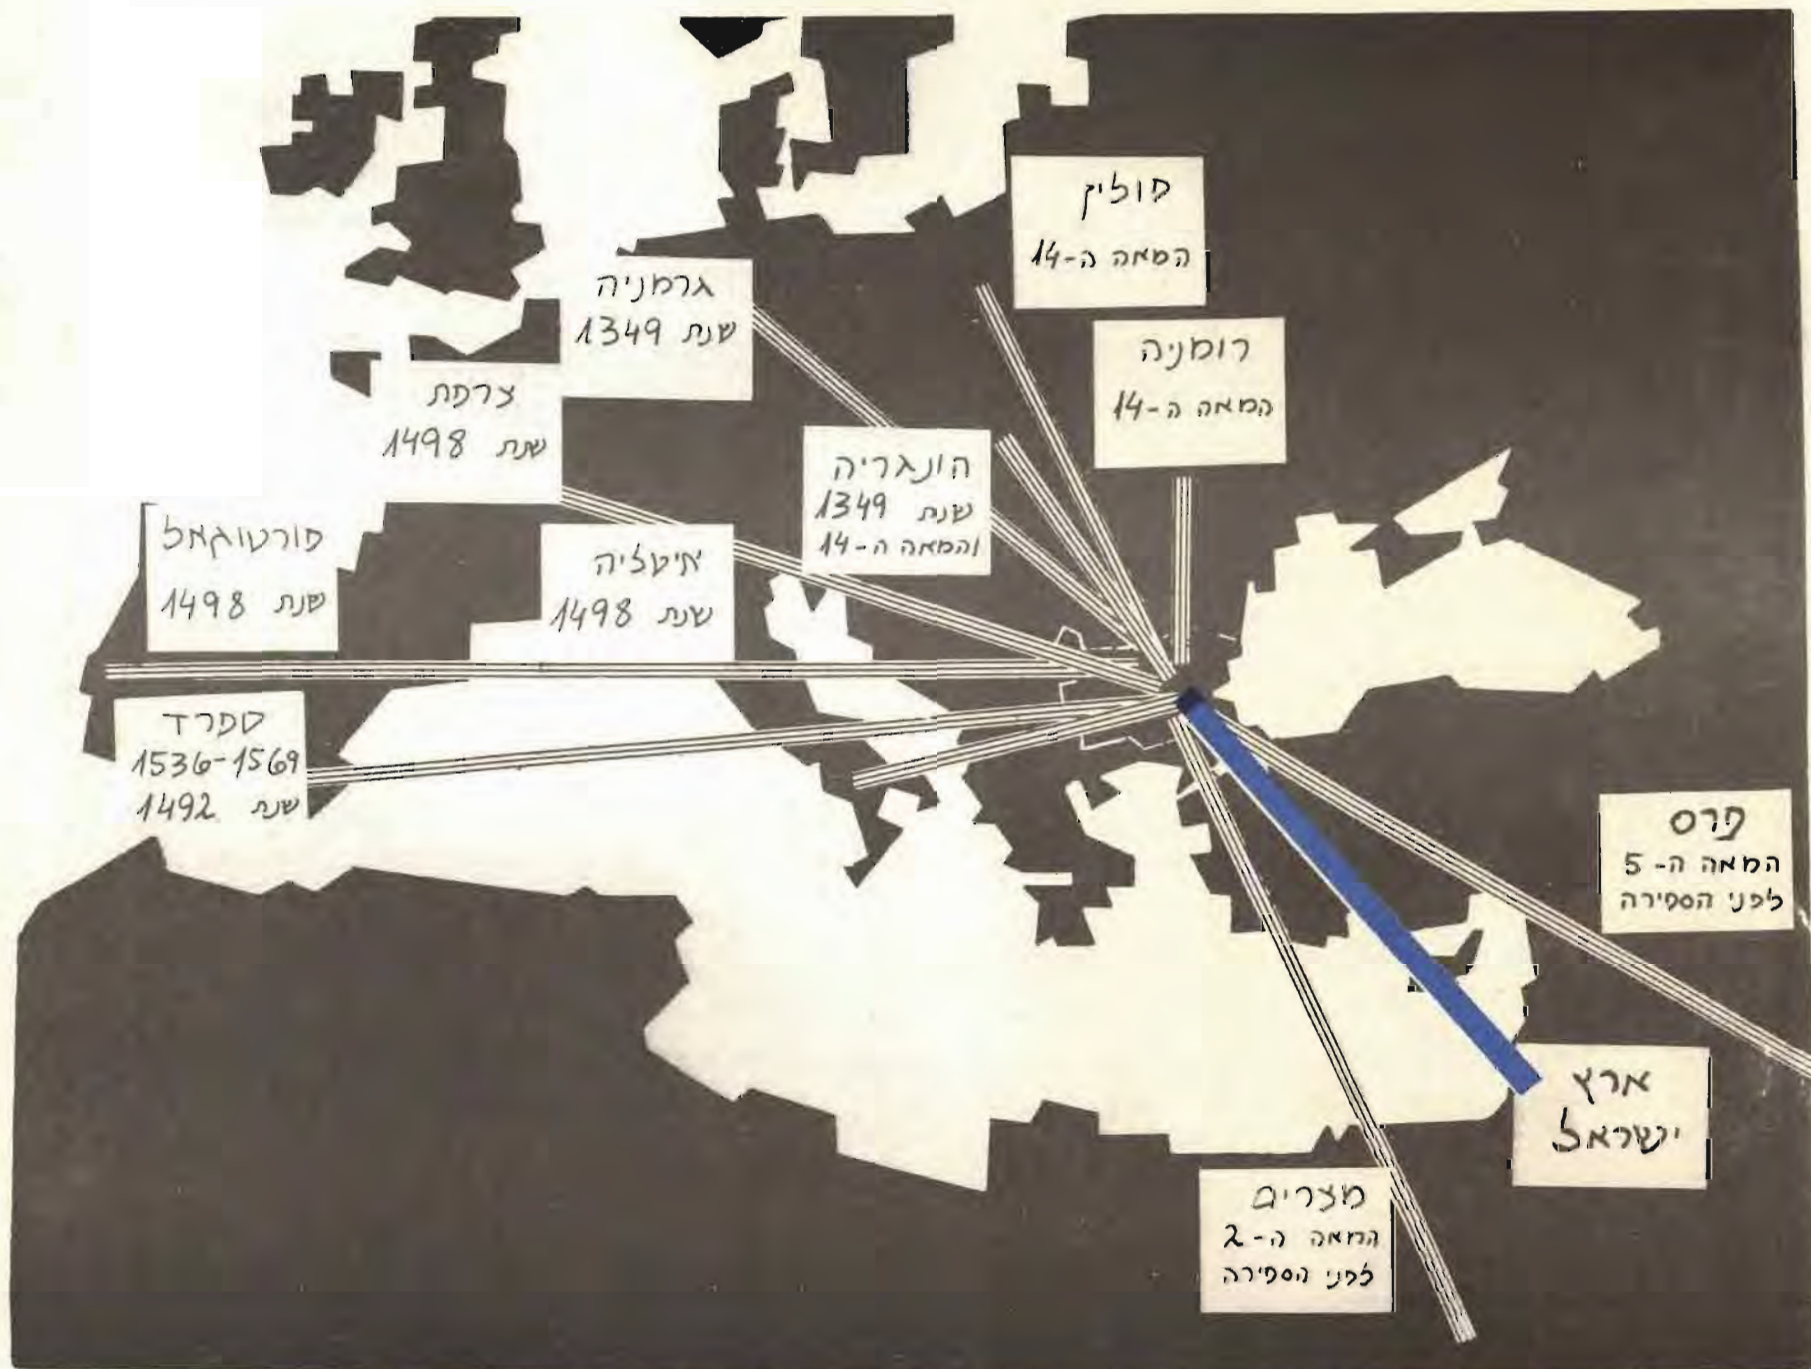 פולין
המאה ה-14
גרמניה
שנת 1349
רומניה
המאה ה-14
צרפת
שנת 1498
הונגריה
שנת 1349
והמאה ה-14
פורטוגאל
שנת 1498
איטליה
שנת 1498
ספרד
1536-1569
שנת 1492
פרס
המאה ה-5
לפני הספירה
ארץ
ישראל
מצרים
המאה ה-2
לפני הספירה